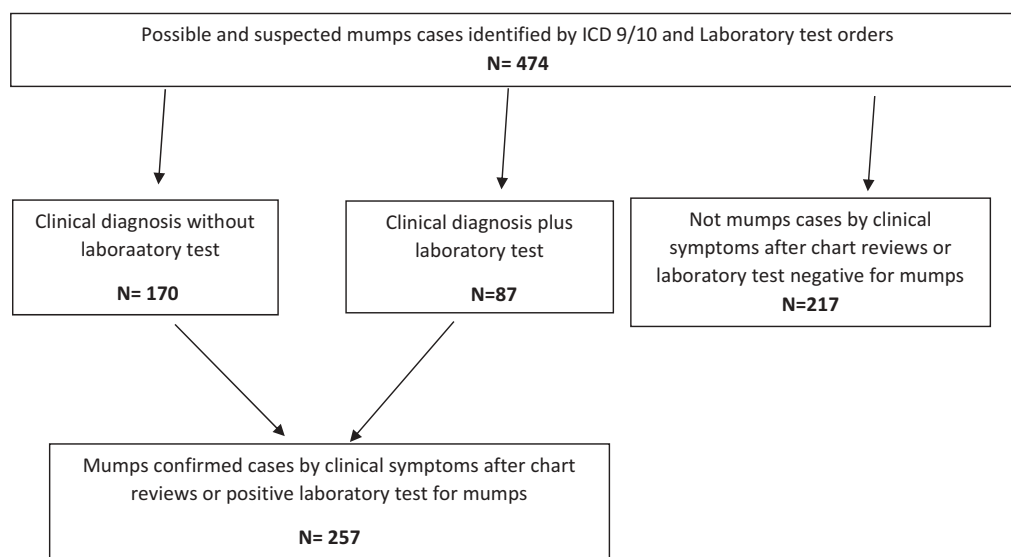 Possible and suspected mumps cases identified by ICD 9/10 and Laboratory test orders
N= 474
Clinical diagnosis without
laboraatory test
N= 170
Clinical diagnosis plus
laboratory test
N=87
Not mumps cases by clinical
symptoms after chart reviews or
laboratory test negative for mumps
N=217
Mumps confirmed cases by clinical symptoms after chart
reviews or positive laboratory test for mumps
N= 257